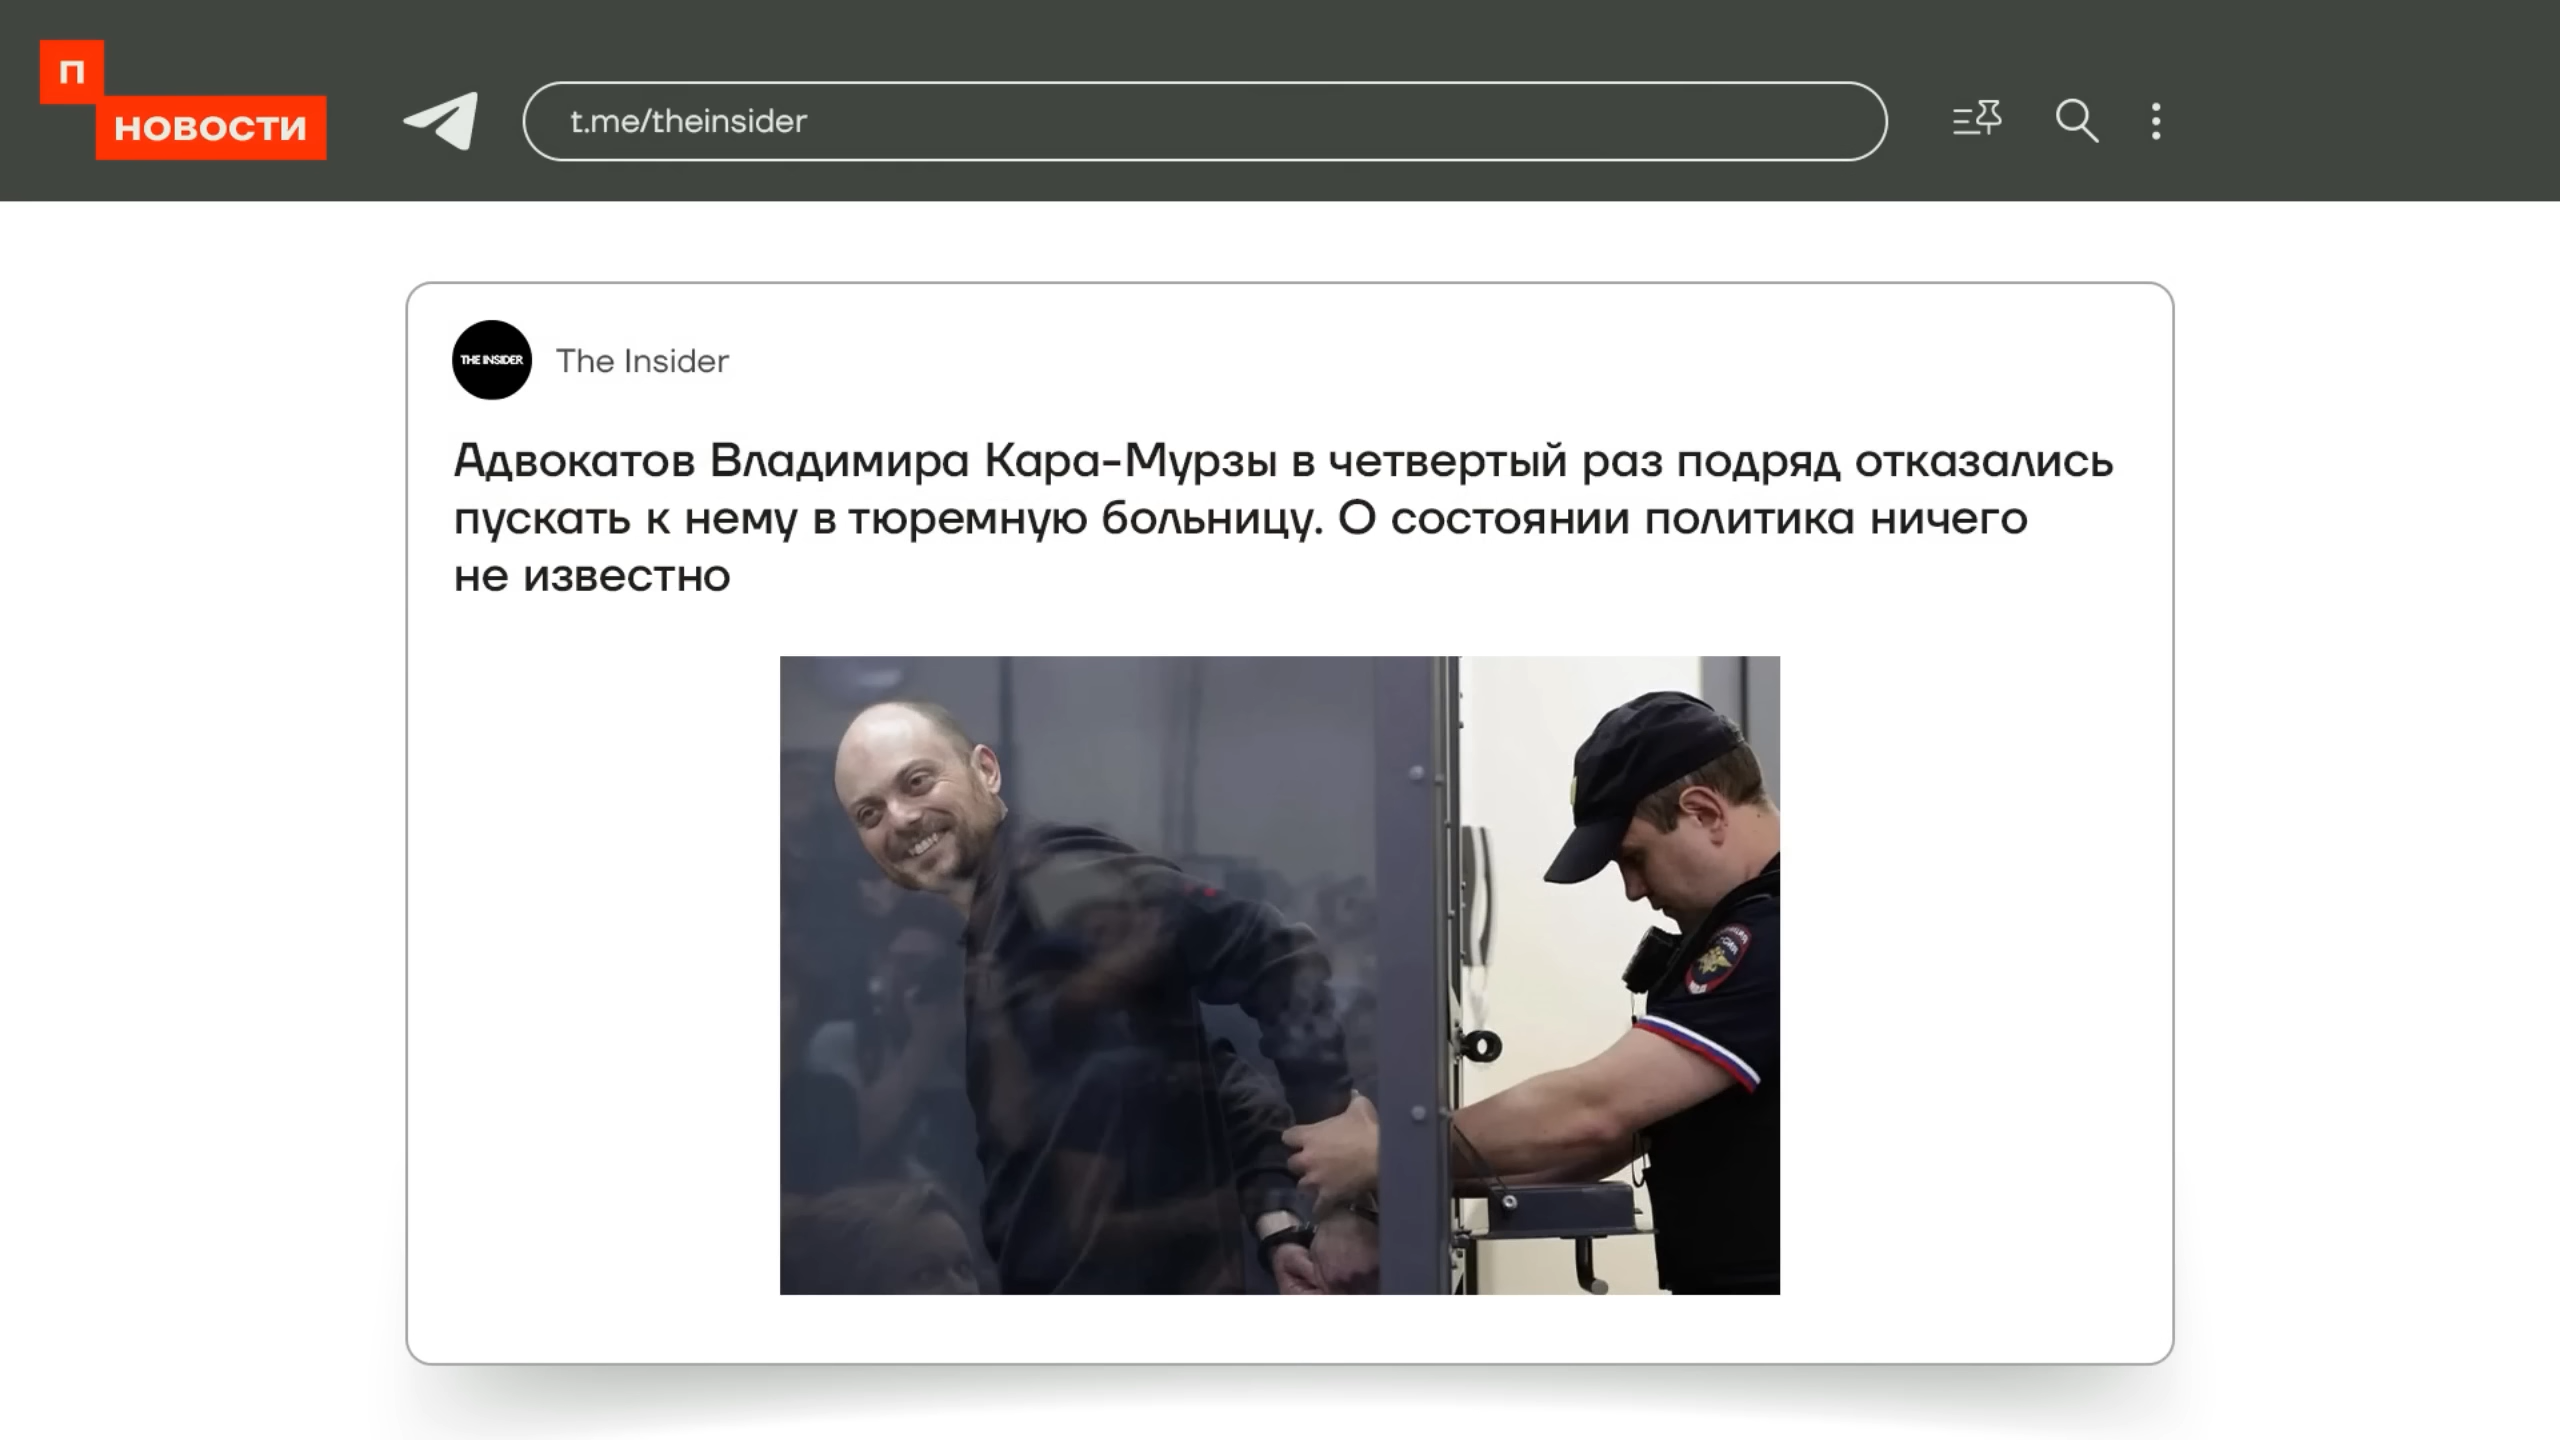 П
НОВОСТИ
t.me/theinsider
THE INSIDER
The Insider
Адвокатов Владимира Кара-Мурзы в четвертый раз подряд отказались
пускать к нему в тюремную больницу. О состоянии политика ничего
не известно